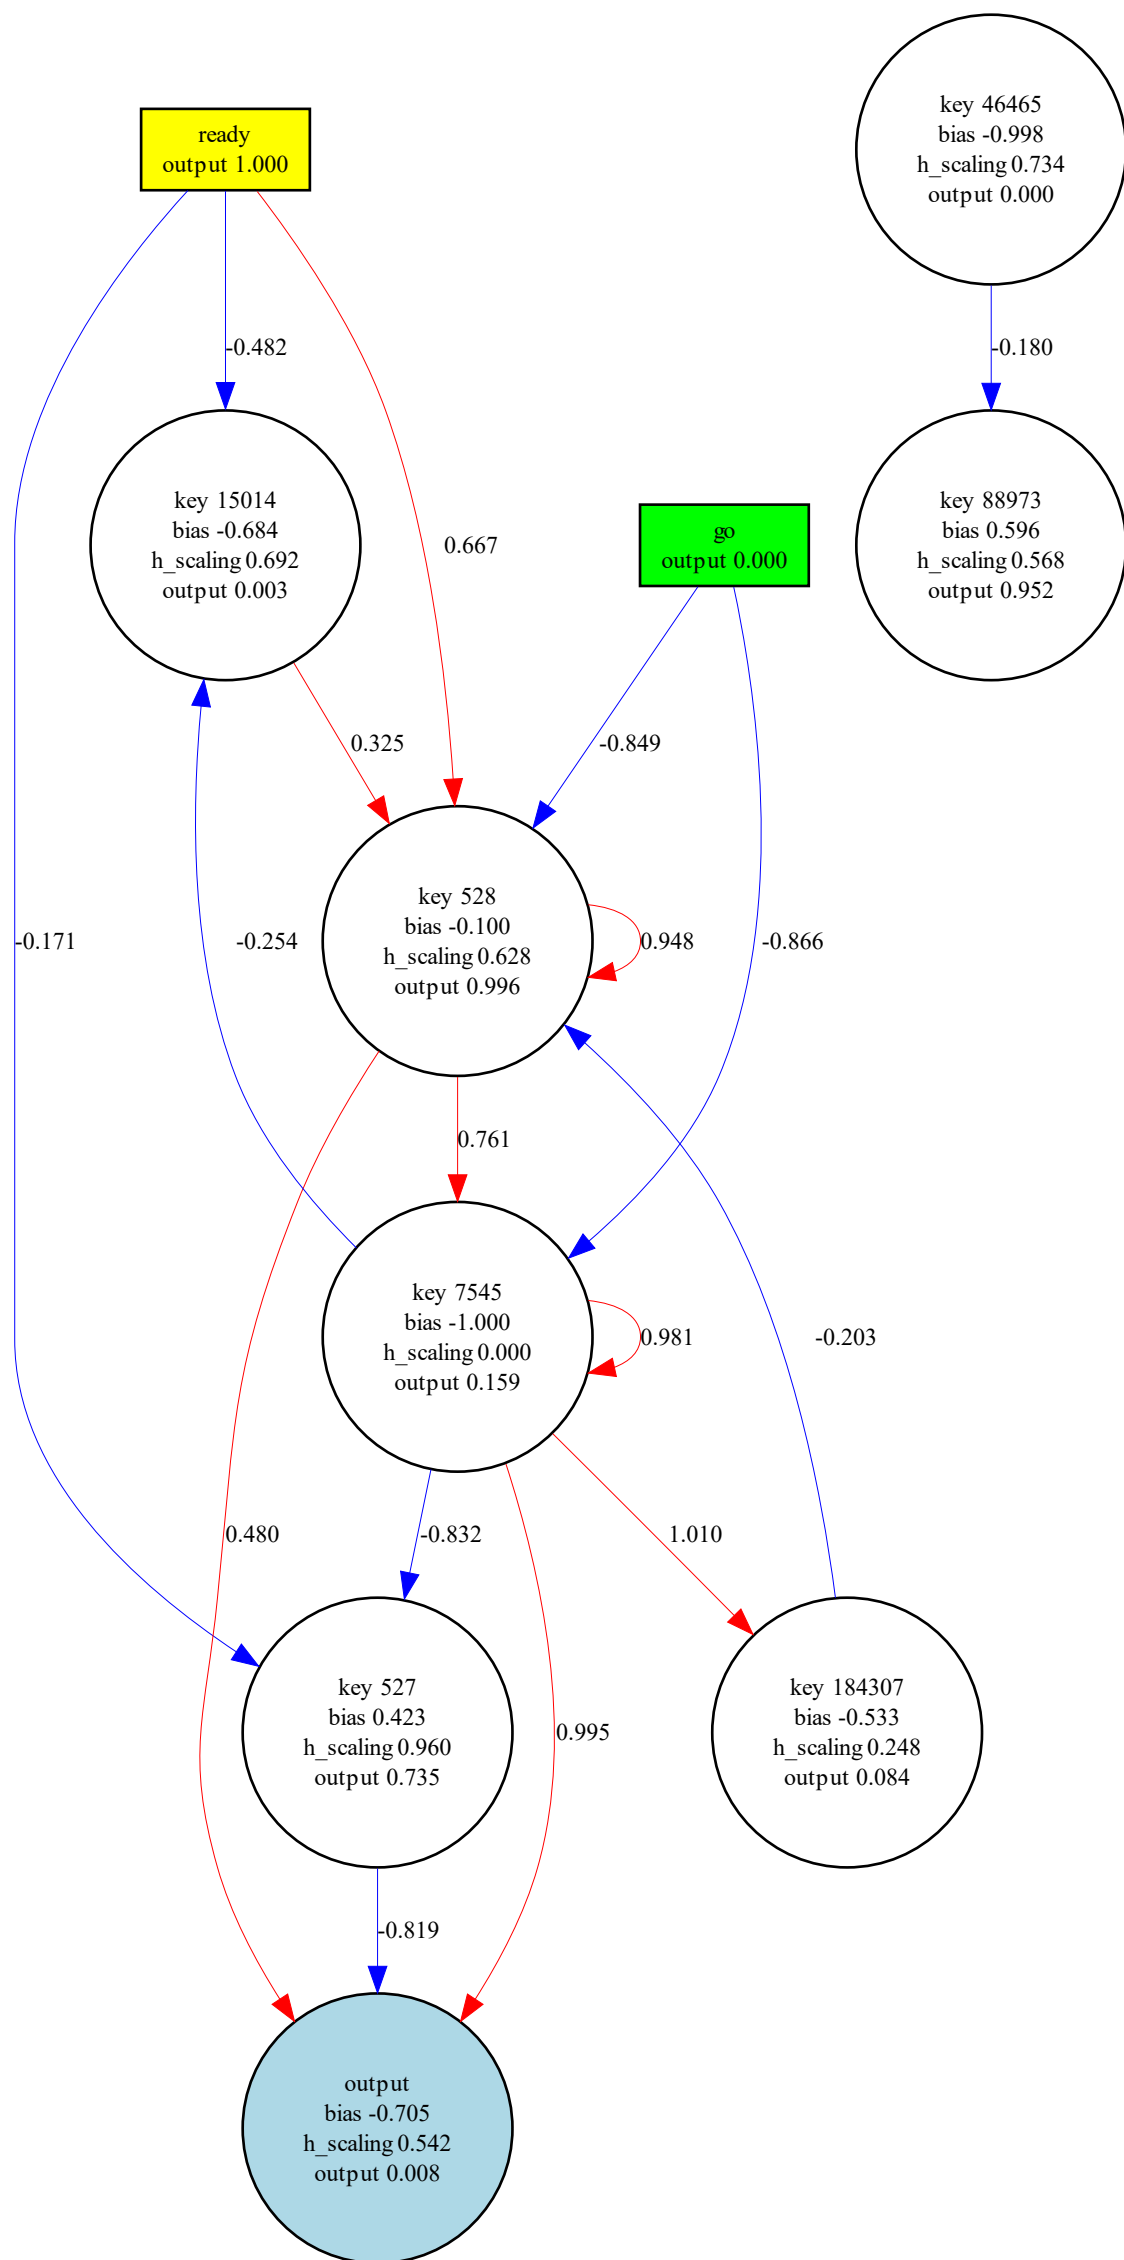 key 46465
bias -0.998
h_scaling 0.734
output 0.000
ready
output 1.000
-0.482
-0.180
key 15014
bias -0.684
h_scaling 0.692
output 0.003
0.667
go
output 0.000
key 88973
bias 0.596
h_scaling 0.568
output 0.952
0.325
-0.849
-0.171
-0.254
key 528
bias -0.100
h_scaling 0.628
output 0.996
0.948
-0.866
0.761
key 7545
bias -1.000
h_scaling 0.000
output 0.159
0.981
-0.203
0.480
-0.832
1.010
key 527
bias 0.423
h_scaling 0.960
output 0.735
0.995
key 184307
bias -0.533
h_scaling 0.248
output 0.084
-0.819
output
bias -0.705
h_scaling 0.542
output 0.008